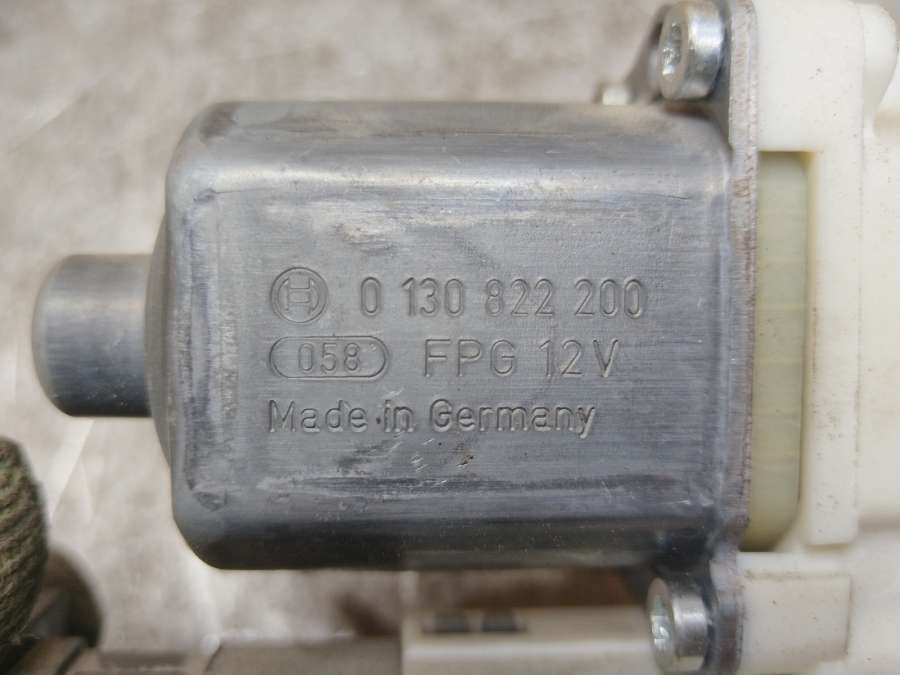 0 130 822 200
058 FPG 12V
Made in Germany